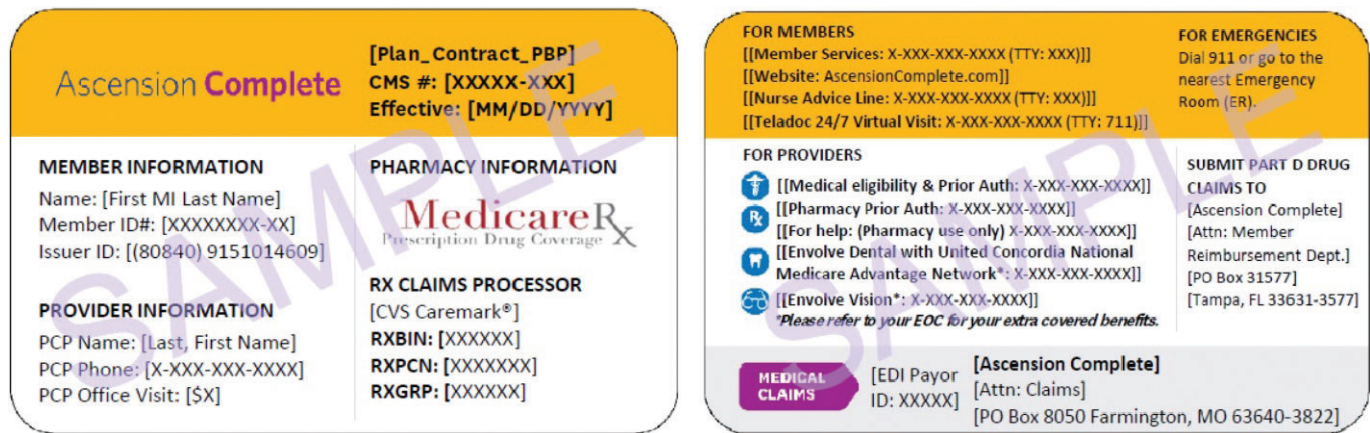 Ascension Complete
[Plan_Contract_PBP]
CMS #: [XXXXX-XXX]
Effective: [MM/DD/YYYY]
MEMBER INFORMATION
Name: [First MI Last Name]
Member ID#: [XXXXXXXX-XX]
Issuer ID: [(80840) 9151014609]
PROVIDER INFORMATION
PCP Name: [Last, First Name]
PCP Phone: [X-XXX-XXX-XXXX]
PCP Office Visit: [$X]
PHARMACY INFORMATION
MedicareRx
Prescription Drug Coverage
RX CLAIMS PROCESSOR
[CVS Caremark®]
RXBIN: [XXXXXX]
RXPCN: [XXXXXXX]
RXGRP: [XXXXXX]
SAMPLE
FOR MEMBERS
[[Member Services: X-XXX-XXX-XXXX (TTY: XXX)]]
[[Website: AscensionComplete.com]]
[[Nurse Advice Line: X-XXX-XXX-XXXX (TTY: XXX)]]
[[Teladoc 24/7 Virtual Visit: X-XXX-XXX-XXXX (TTY: 711)]]
FOR EMERGENCIES
Dial 911 or go to the
nearest Emergency
Room (ER).
FOR PROVIDERS
[[Medical eligibility & Prior Auth: X-XXX-XXX-XXXX]]
Rx
[[Pharmacy Prior Auth: X-XXX-XXX-XXXX]]
[[For help: (Pharmacy use only) X-XXX-XXX-XXXX]]
[[Envolve Dental with United Concordia National
Medicare Advantage Network*: X-XXX-XXX-XXXX]]
[[Envolve Vision*: X-XXX-XXX-XXXX]]
*Please refer to your EOC for your extra covered benefits.
SUBMIT PART D DRUG
CLAIMS TO
[Ascension Complete]
[Attn: Member
Reimbursement Dept.]
[PO Box 31577]
[Tampa, FL 33631-3577]
MEDICAL
CLAIMS
[EDI Payor
ID: XXXXX]
[Ascension Complete]
[Attn: Claims]
[PO Box 8050 Farmington, MO 63640-3822]
SAMPLE